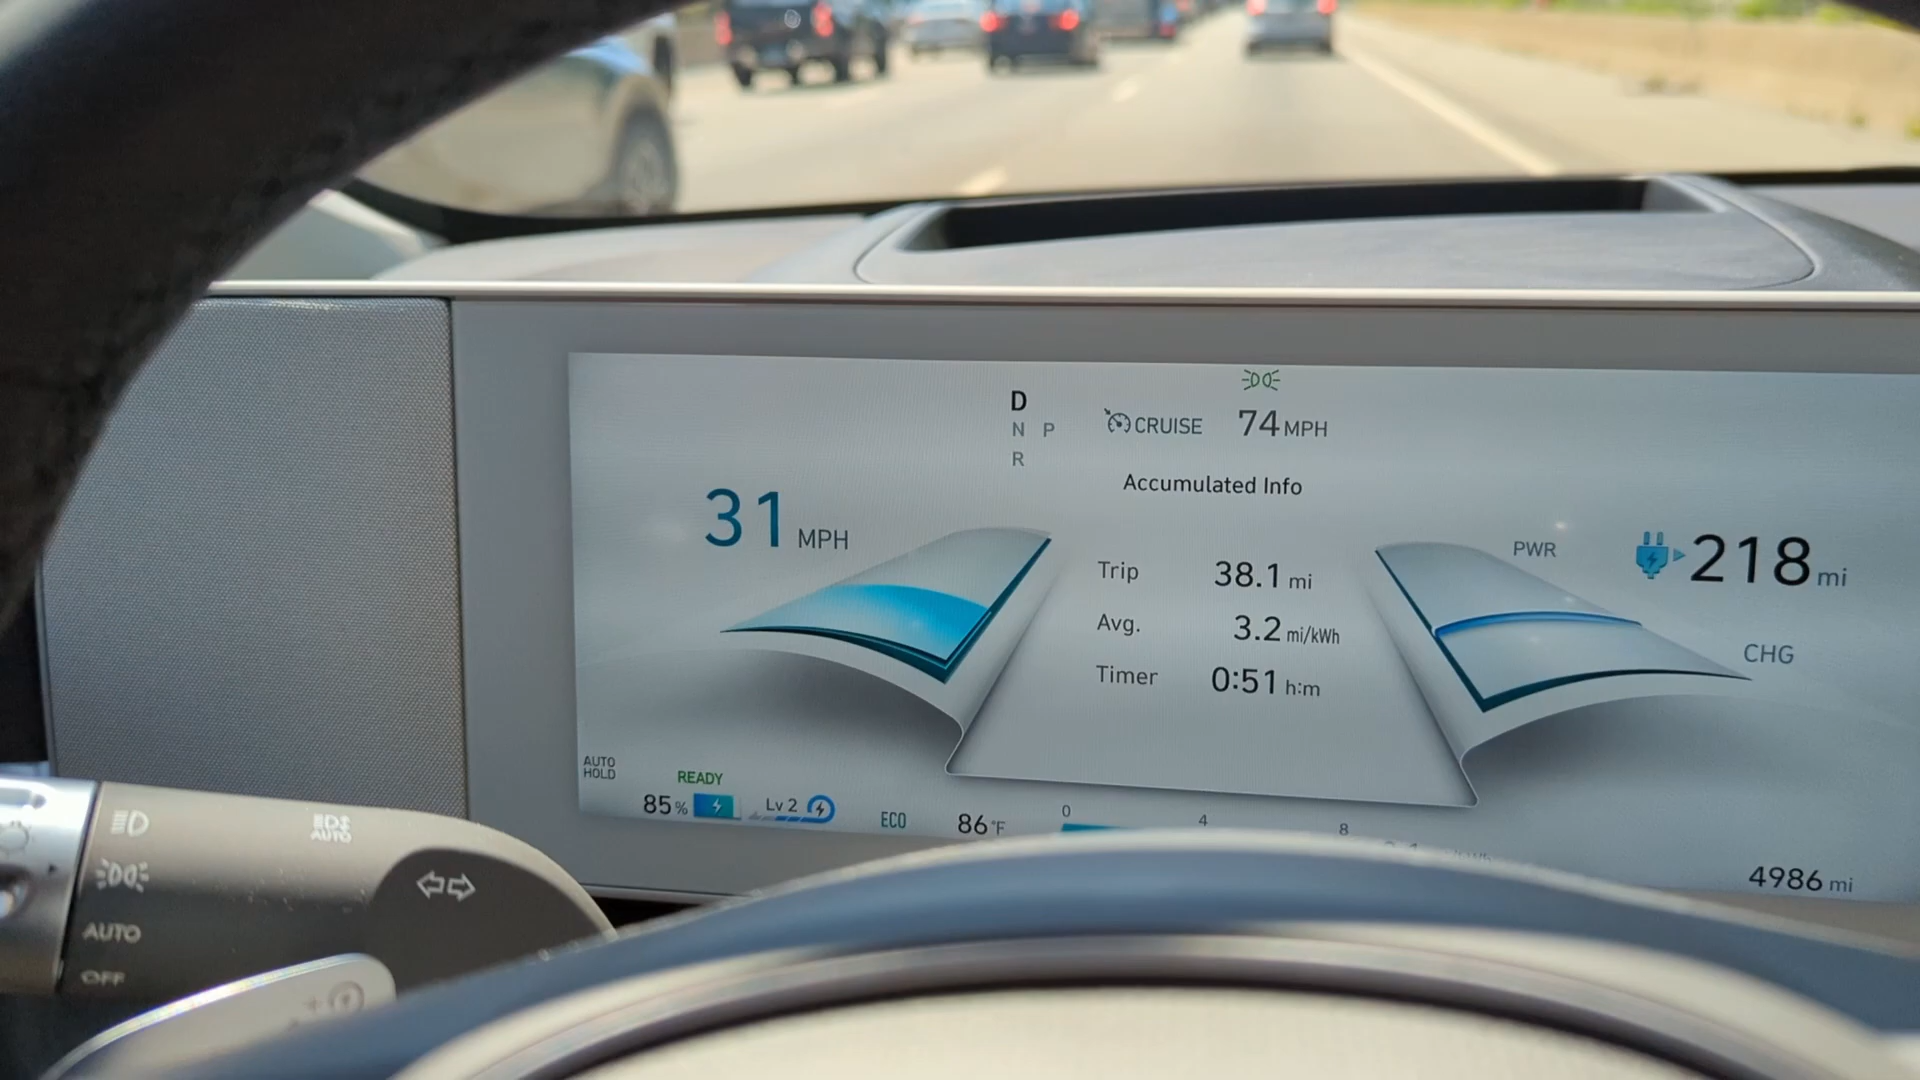 D
N P
R
CRUISE 74 MPH
Accumulated Info
31 MPH
Trip 38.1 mi
Avg. 3.2 mi/kWh
Timer 0:51 h:m
PWR
218 mi
CHG
AUTO
HOLD
READY
85% Lv 2 ECO 86°F
0 4 8
4986 mi
AUTO
AUTO
OFF